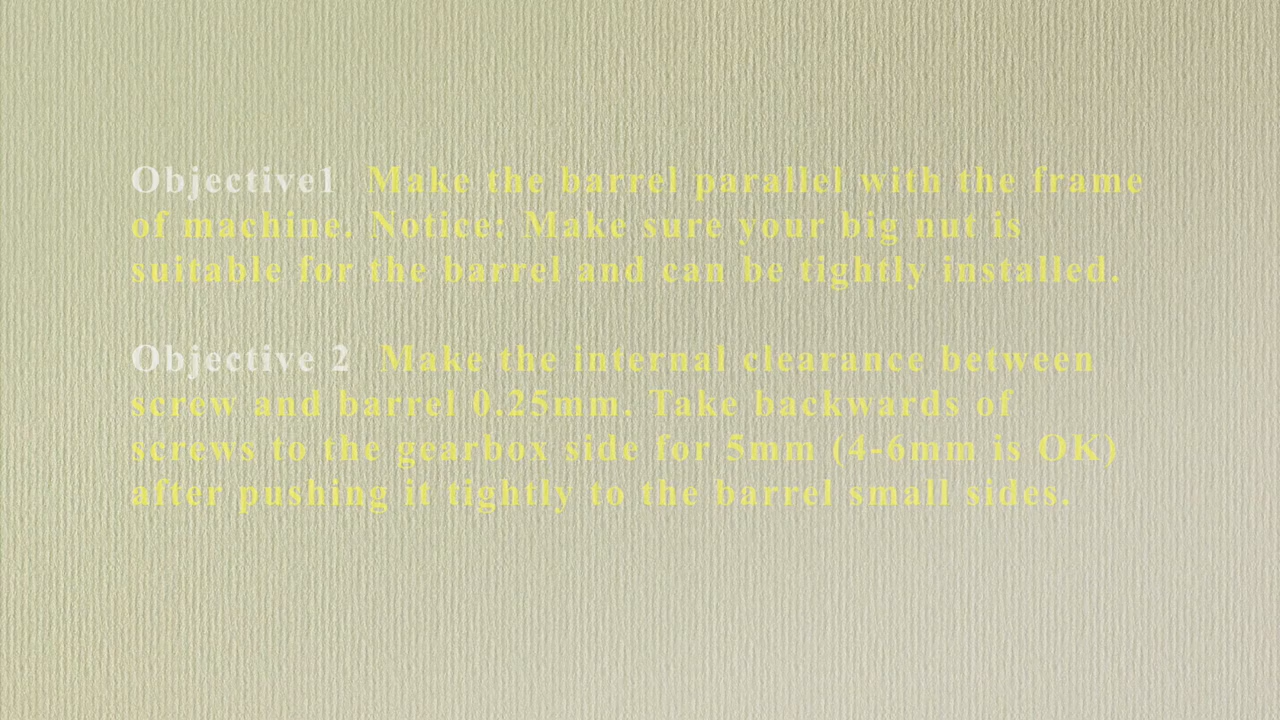 Objective1 Make the barrel parallel with the frame
of machine. Notice: Make sure your big nut is
suitable for the barrel and can be tightly installed.
Objective 2 Make the internal clearance between
screw and barrel 0.25mm. Take backwards of
screws to the gearbox side for 5mm (4-6mm is OK)
after pushing it tightly to the barrel small sides.